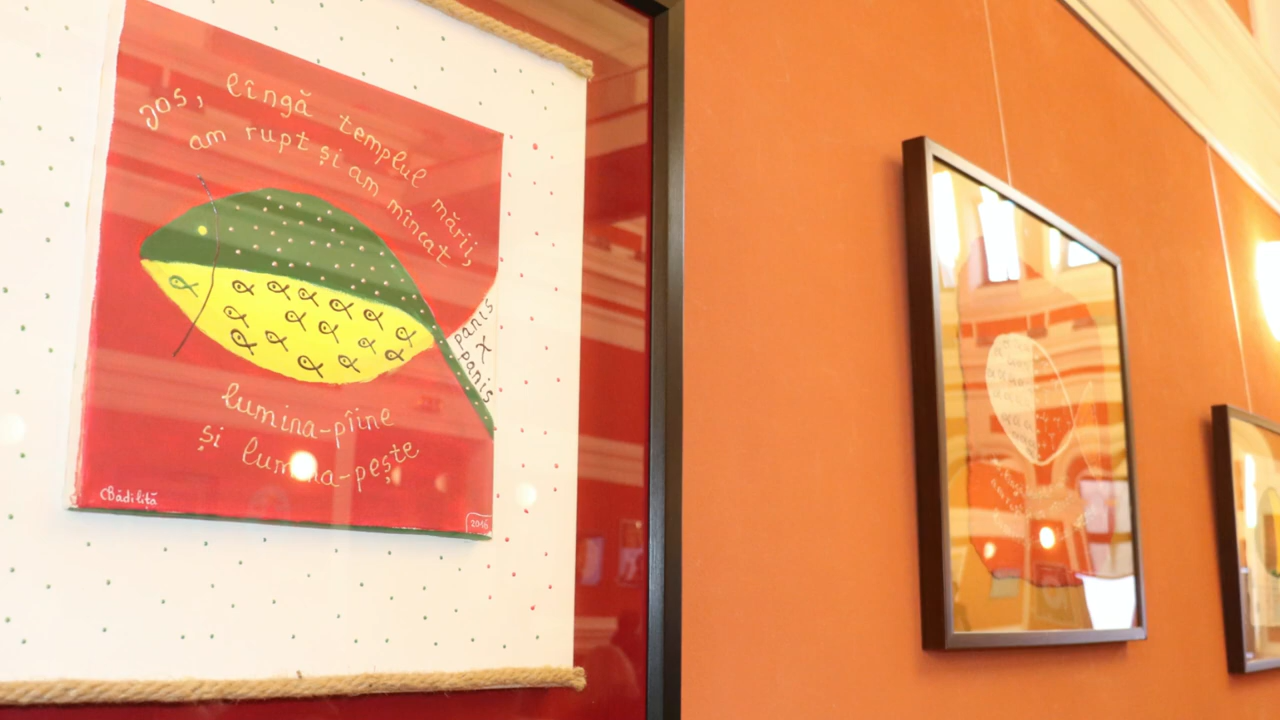 jos, lîngă templul mării,
am rupt și am mîncat
panis
X
panis
lumina-pîine
și lumina-pește
CBădiliță
2016